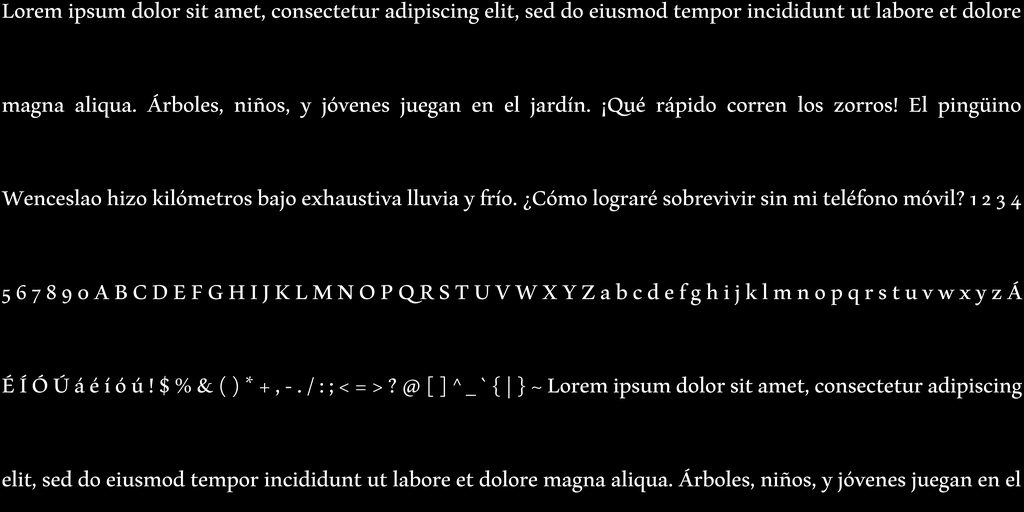 Lorem ipsum dolor sit amet, consectetur adipiscing elit, sed do eiusmod tempor incididunt ut labore et dolore
magna aliqua. Árboles, niños, y jóvenes juegan en el jardín. ¡Qué rápido corren los zorros! El pingüino
Wenceslao hizo kilómetros bajo exhaustiva lluvia y frío. ¿Cómo lograré sobrevivir sin mi teléfono móvil? 1 2 3 4
5 6 7 8 9 0 A B C D E F G H I J K L M N O P Q R S T U V W X Y Z a b c d e f g h i j k l m n o p q r s t u v w x y z Á
É Í Ó Ú á é í ó ú ! $ % & ( ) * + , - . / : ; < = > ? @ [ ] ^ _ ` { | } ~ Lorem ipsum dolor sit amet, consectetur adipiscing
elit, sed do eiusmod tempor incididunt ut labore et dolore magna aliqua. Árboles, niños, y jóvenes juegan en el